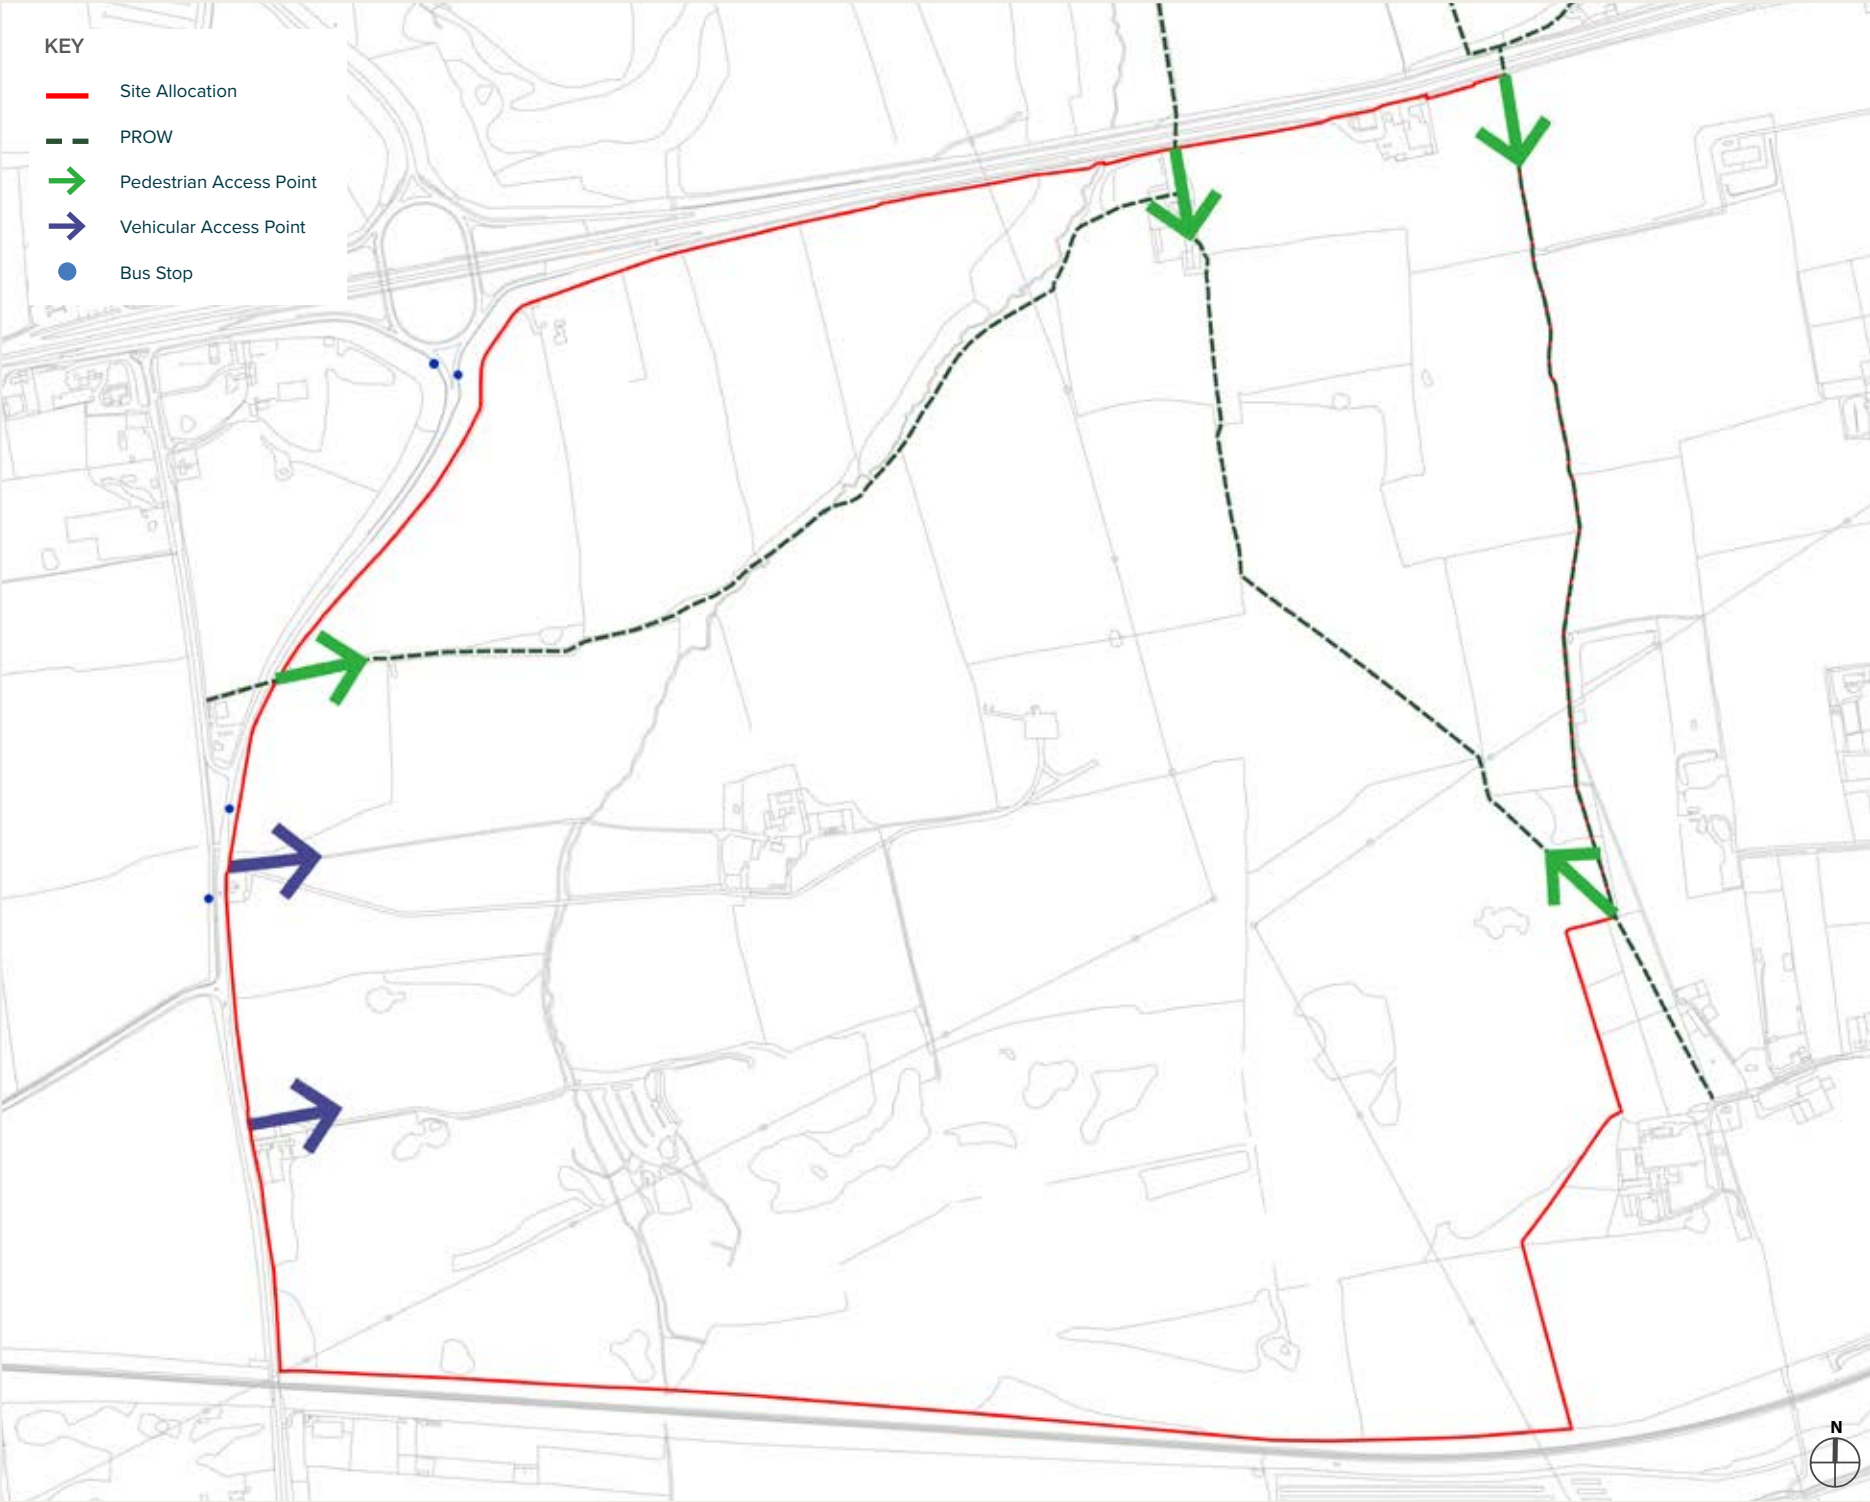 KEY
Site Allocation
PROW
Pedestrian Access Point
Vehicular Access Point
Bus Stop
N